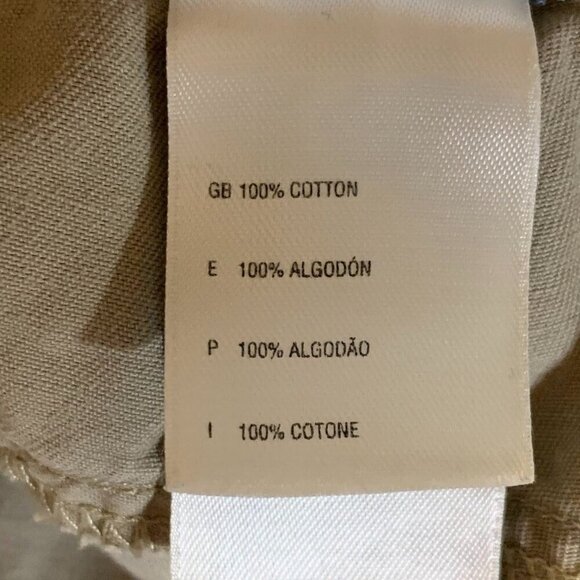 GB 100% COTTON
E 100% ALGODÓN
P 100% ALGODÃO
I 100% COTONE